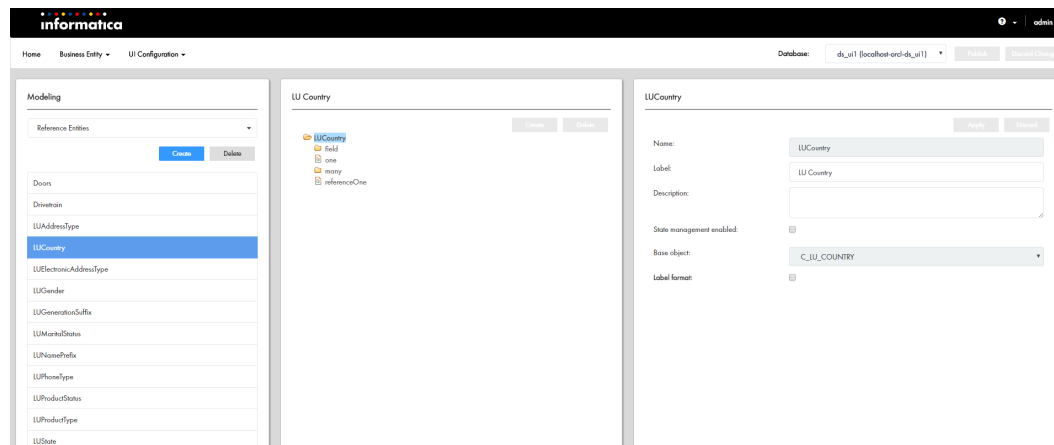 informatica
admin
Home Business Entity UI Configuration Database: ds_ui1 (localhost-orcl-ds_ui1) Publish
Modeling
Reference Entities
Create Delete
Doors
Drivetrain
LUAddressType
LUCountry
LUElectronicAddressType
LUGender
LUGenerationSuffix
LUMaritalStatus
LUNamePrefix
LUPhoneType
LUProductStatus
LUProductType
LUState
LU Country
Create Delete
LUCountry
field
one
many
referenceOne
LUCountry
Apply Discard
Name: LUCountry
Label: LU Country
Description:
State management enabled:
Base object: C_LU_COUNTRY
Label format: